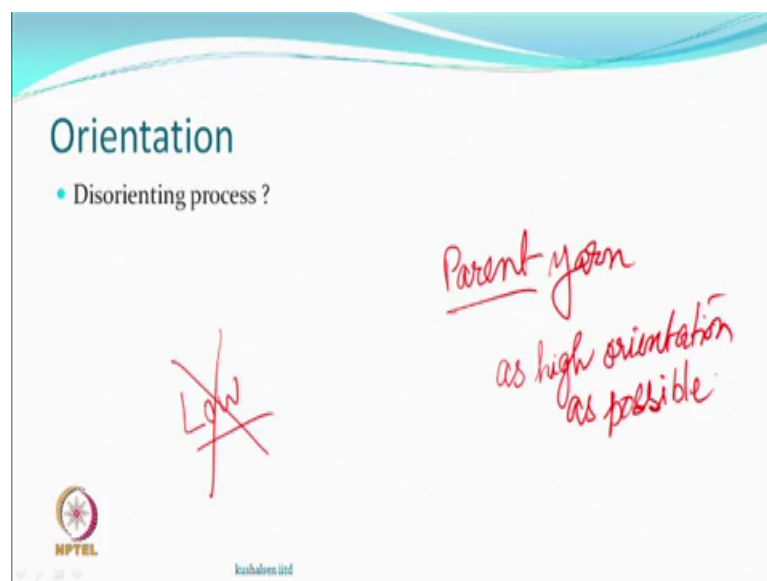 Orientation
• Disorienting process ?
Parent yarn
as high orientation
as possible.
Low
NPTEL
kushalsen iitd